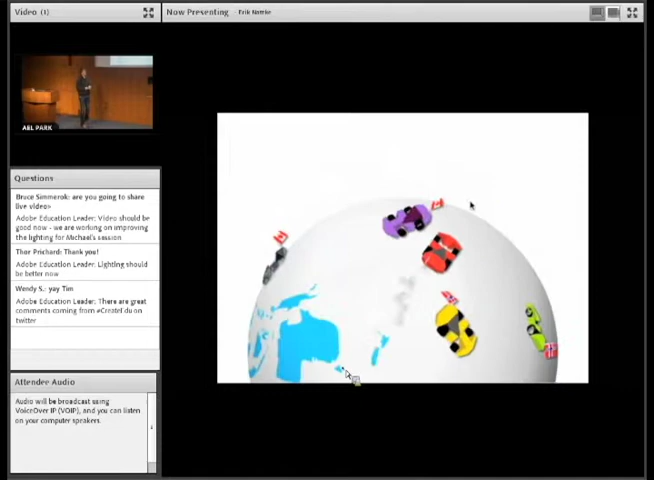 Video (1)
Now Presenting - Erik Natzke
AEL PARK
Questions
Bruce Simmerok: are you going to share
live video>
Adobe Education Leader: Video should be
good now - we are working on improving
the lighting for Michael's session
Thor Prichard: Thank you!
Adobe Education Leader: Lighting should
be better now
Wendy S.: yay Tim
Adobe Education Leader: There are great
comments coming from #CreateEdu on
twitter
Attendee Audio
Audio will be broadcast using
VoiceOver IP (VOIP), and you can listen
on your computer speakers.